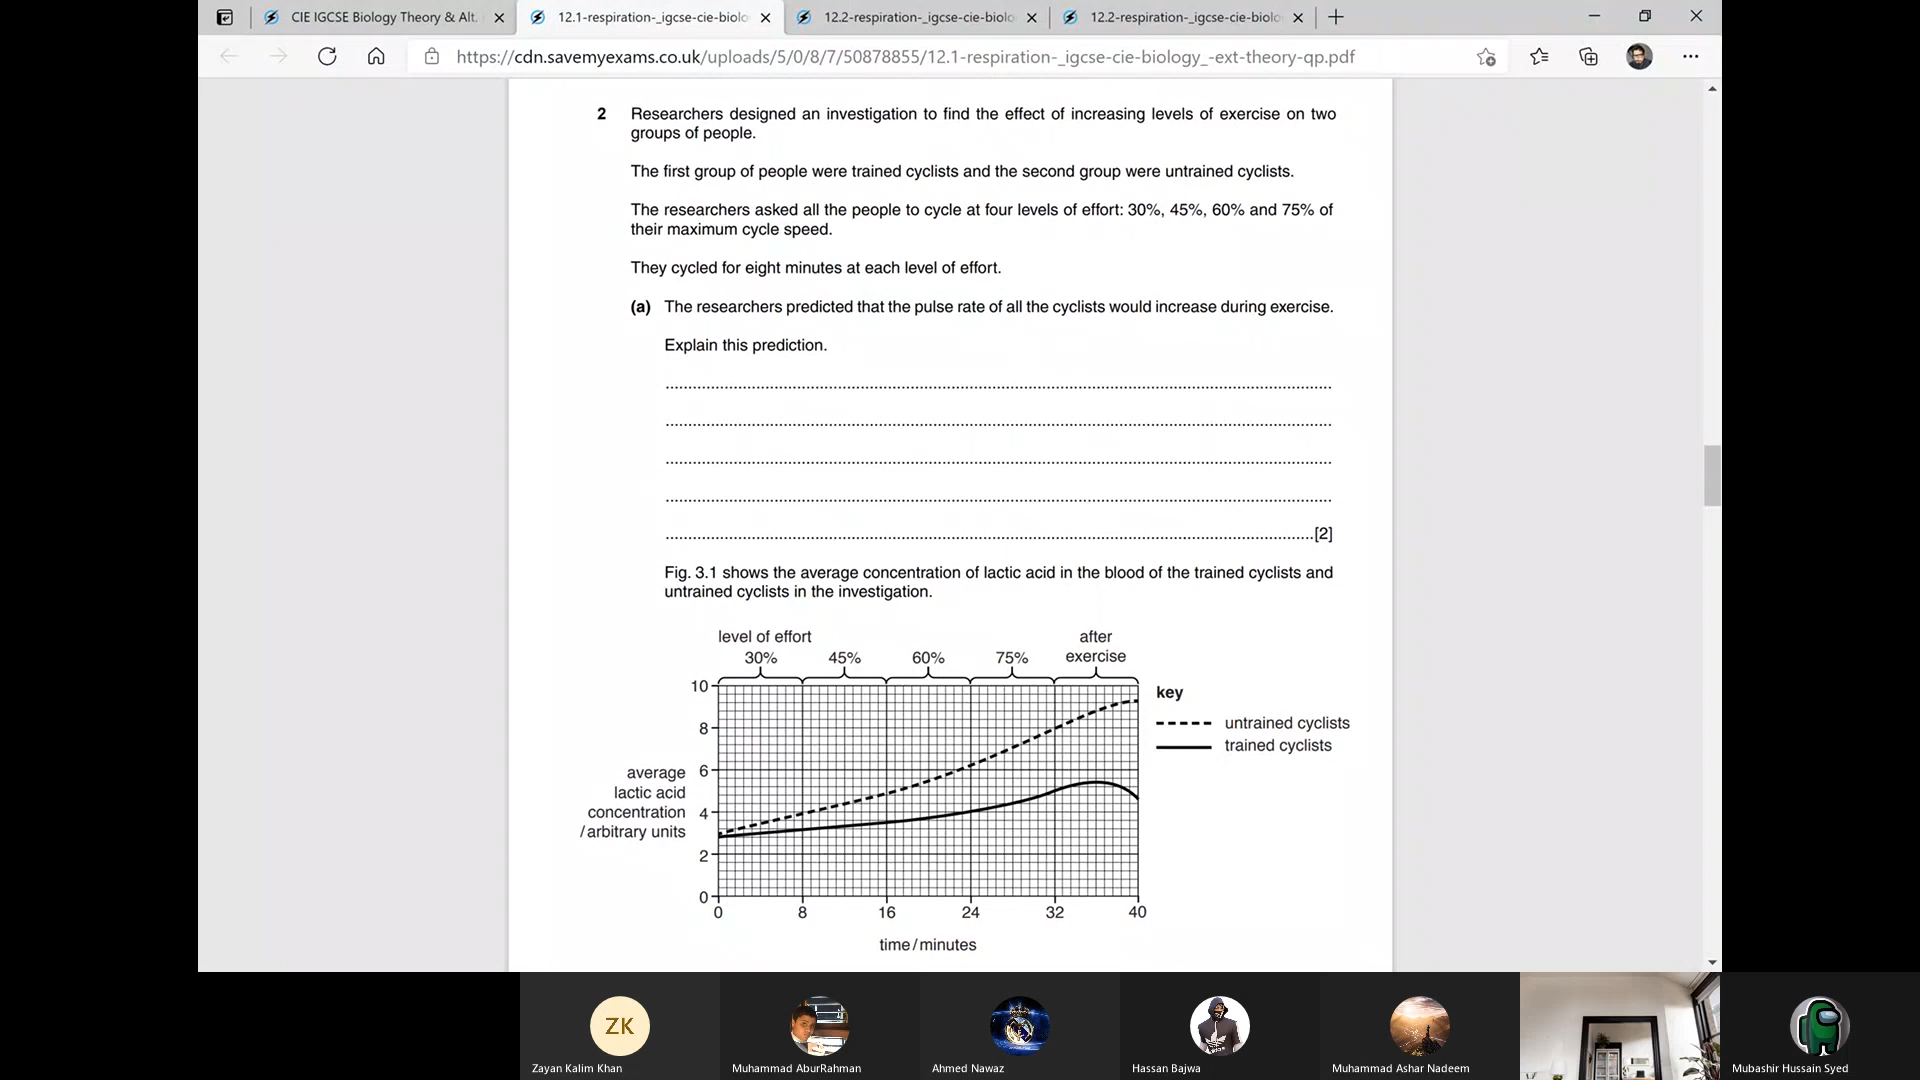 CIE IGCSE Biology Theory & Alt.
12.1-respiration-_igcse-cie-biolo
12.2-respiration-_igcse-cie-biolo
12.2-respiration-_igcse-cie-biolo
https://cdn.savemyexams.co.uk/uploads/5/0/8/7/50878855/12.1-respiration-_igcse-cie-biology_-ext-theory-qp.pdf
2 Researchers designed an investigation to find the effect of increasing levels of exercise on two
groups of people.
The first group of people were trained cyclists and the second group were untrained cyclists.
The researchers asked all the people to cycle at four levels of effort: 30%, 45%, 60% and 75% of
their maximum cycle speed.
They cycled for eight minutes at each level of effort.
(a) The researchers predicted that the pulse rate of all the cyclists would increase during exercise.
Explain this prediction.
[2]
Fig. 3.1 shows the average concentration of lactic acid in the blood of the trained cyclists and
untrained cyclists in the investigation.
level of effort
30% 45% 60% 75%
after
exercise
10
8
6
4
2
0
average
lactic acid
concentration
/ arbitrary units
0 8 16 24 32 40
time / minutes
key
untrained cyclists
trained cyclists
ZK
Zayan Kalim Khan
Muhammad AburRahman
Ahmed Nawaz
Hassan Bajwa
Muhammad Ashar Nadeem
Mubashir Hussain Syed